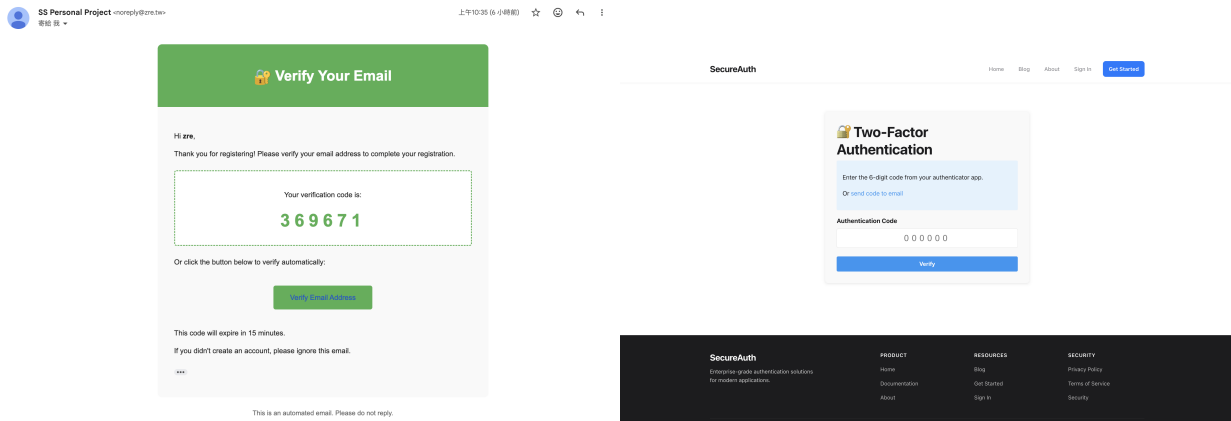 SS Personal Project <noreply@zre.tw>
上午10:35 (6 小時前)
寄給 我
🔐 Verify Your Email
Hi zre,
Thank you for registering! Please verify your email address to complete your registration.
Your verification code is:
369671
Or click the button below to verify automatically:
Verify Email Address
This code will expire in 15 minutes.
If you didn't create an account, please ignore this email.
This is an automated email. Please do not reply.
SecureAuth
Home
Blog
About
Sign In
Get Started
🔐 Two-Factor
Authentication
Enter the 6-digit code from your authenticator app.
Or send code to email
Authentication Code
000000
Verify
SecureAuth
Enterprise-grade authentication solutions
for modern applications.
PRODUCT
Home
Documentation
About
RESOURCES
Blog
Get Started
Sign In
SECURITY
Privacy Policy
Terms of Service
Security